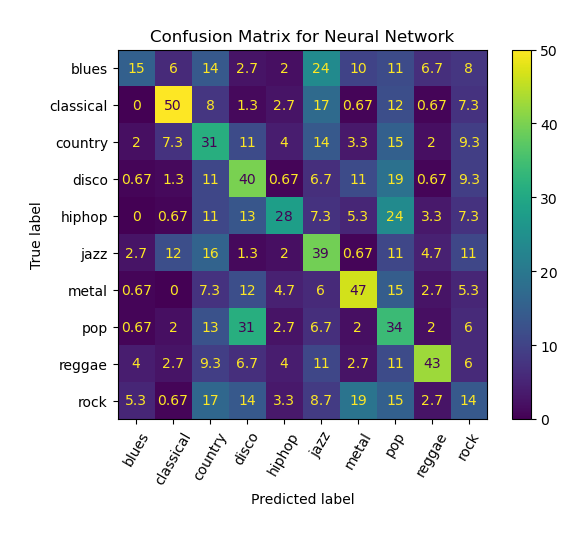 Confusion Matrix for Neural Network
blues 15 6 14 2.7 2 24 10 11 6.7 8
classical 0 50 8 1.3 2.7 17 0.67 12 0.67 7.3
country 2 7.3 31 11 4 14 3.3 15 2 9.3
disco 0.67 1.3 11 40 0.67 6.7 11 19 0.67 9.3
hiphop 0 0.67 11 13 28 7.3 5.3 24 3.3 7.3
jazz 2.7 12 16 1.3 2 39 0.67 11 4.7 11
metal 0.67 0 7.3 12 4.7 6 47 15 2.7 5.3
pop 0.67 2 13 31 2.7 6.7 2 34 2 6
reggae 4 2.7 9.3 6.7 4 11 2.7 11 43 6
rock 5.3 0.67 17 14 3.3 8.7 19 15 2.7 14
blues classical country disco hiphop jazz metal pop reggae rock
Predicted label
True label
50
40
30
20
10
0